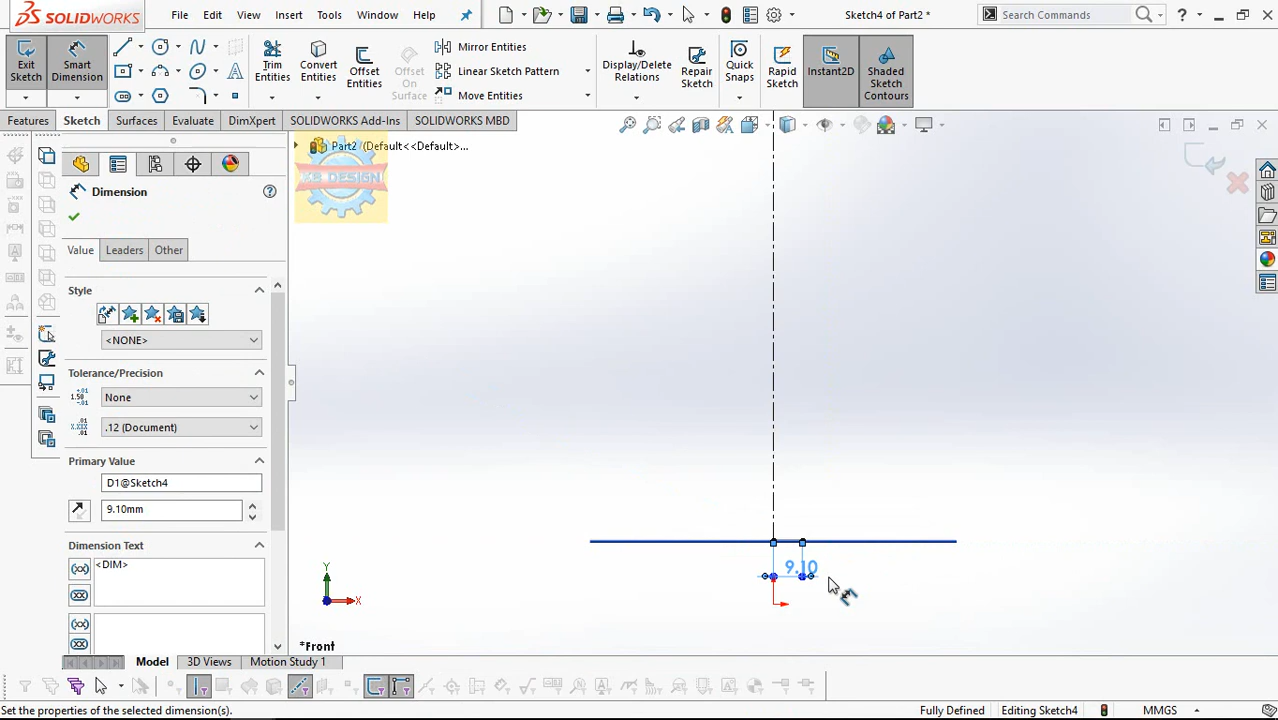 SOLIDWORKS
File Edit View Insert Tools Window Help
Sketch4 of Part2 *
Search Commands
Exit Sketch
Smart Dimension
Trim Entities
Convert Entities
Offset Entities
Offset On Surface
Mirror Entities
Linear Sketch Pattern
Move Entities
Display/Delete Relations
Repair Sketch
Quick Snaps
Rapid Sketch
Instant2D
Shaded Sketch Contours
Features Sketch Surfaces Evaluate DimXpert SOLIDWORKS Add-Ins SOLIDWORKS MBD
Part2 (Default<<Default>...
KB DESIGN
Dimension
Value Leaders Other
Style
<NONE>
Tolerance/Precision
None
.12 (Document)
Primary Value
D1@Sketch4
9.10mm
Dimension Text
<DIM>
9.10
Y
X
*Front
Model 3D Views Motion Study 1
Set the properties of the selected dimension(s).
Fully Defined Editing Sketch4 MMGS